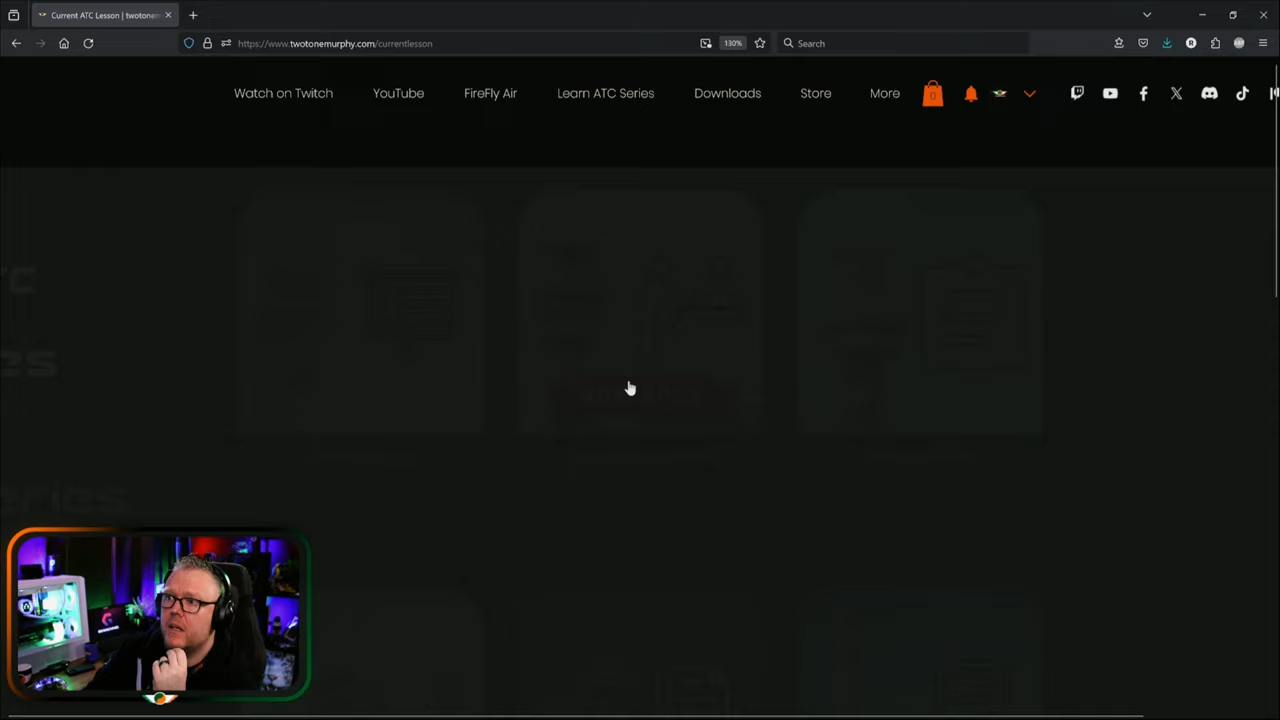 Current ATC Lesson | twotonem
https://www.twotonemurphy.com/currentlesson
130%
Search
Watch on Twitch
YouTube
FireFly Air
Learn ATC Series
Downloads
Store
More
0